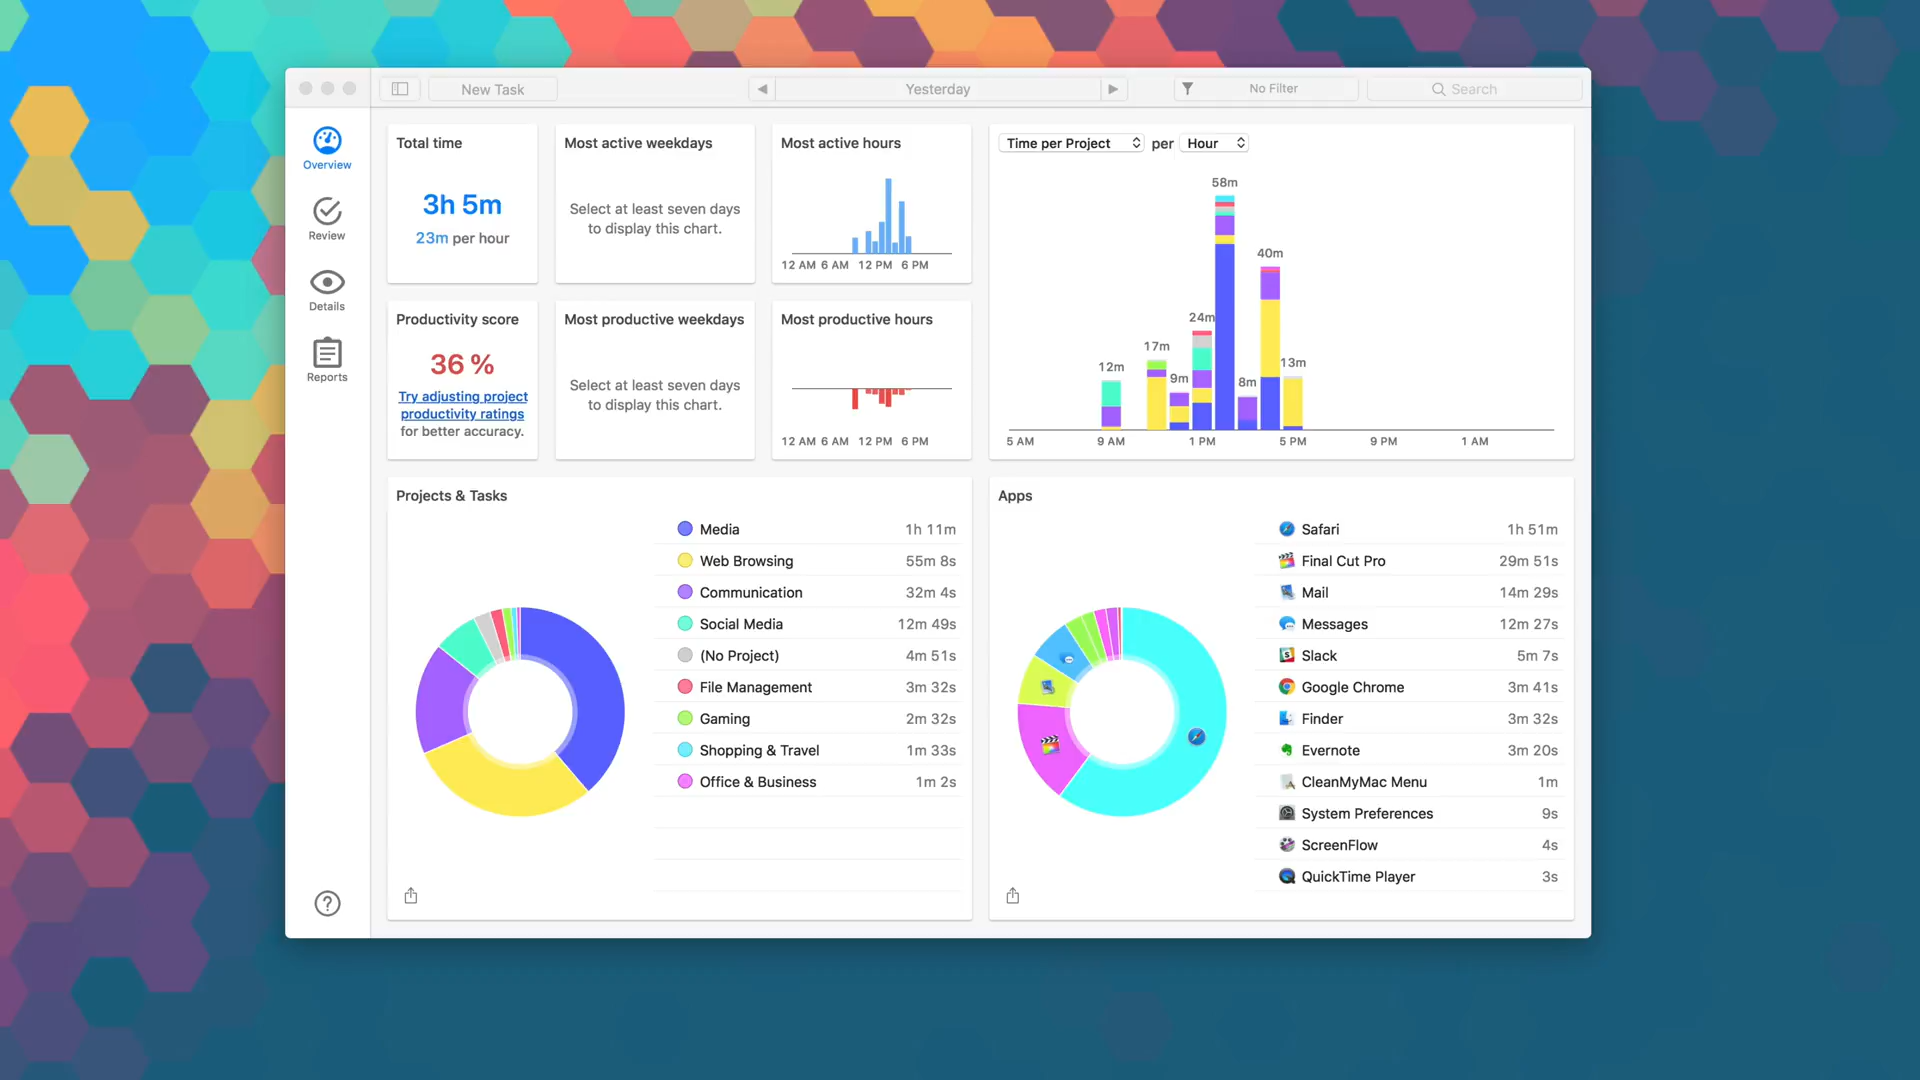 New Task
Yesterday
No Filter
Search
Overview
Review
Details
Reports
Total time
3h 5m
23m per hour
Most active weekdays
Select at least seven days
to display this chart.
Most active hours
12 AM 6 AM 12 PM 6 PM
Time per Project per Hour
58m
40m
24m
17m
13m
12m
9m
8m
5 AM 9 AM 1 PM 5 PM 9 PM 1 AM
Productivity score
36 %
Try adjusting project
productivity ratings
for better accuracy.
Most productive weekdays
Select at least seven days
to display this chart.
Most productive hours
12 AM 6 AM 12 PM 6 PM
Projects & Tasks
Media 1h 11m
Web Browsing 55m 8s
Communication 32m 4s
Social Media 12m 49s
(No Project) 4m 51s
File Management 3m 32s
Gaming 2m 32s
Shopping & Travel 1m 33s
Office & Business 1m 2s
Apps
Safari 1h 51m
Final Cut Pro 29m 51s
Mail 14m 29s
Messages 12m 27s
Slack 5m 7s
Google Chrome 3m 41s
Finder 3m 32s
Evernote 3m 20s
CleanMyMac Menu 1m
System Preferences 9s
ScreenFlow 4s
QuickTime Player 3s
?